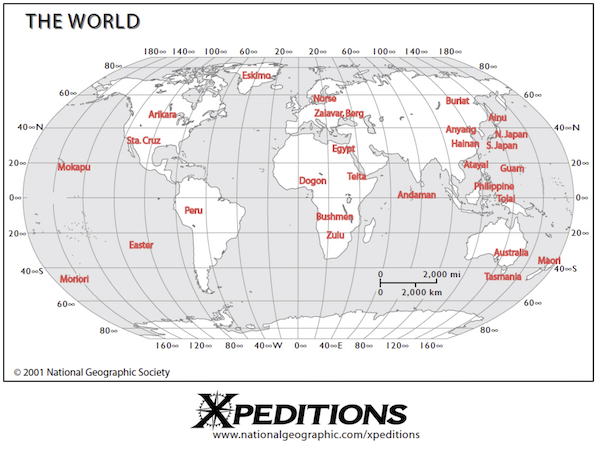 THE WORLD
180∞ 140∞ 100∞ 60∞ 20∞ 20∞ 60∞ 100∞ 140∞ 180∞
80∞ 80∞
Eskimo
60∞ 60∞
Norse Buriat
Arikara Zalavar, Berg Ainu
40∞N Anyang N. Japan 40∞N
Sta. Cruz Egypt Hainan S. Japan
20∞ Atayal 20∞
Mokapu Teita Guam
Dogon Philippine
0∞ Andaman Tolai 0∞
Peru Bushmen
20∞ Zulu 20∞
Easter Australia
Maori
40∞S 0 2,000 mi 40∞S
Moriori Tasmania
0 2,000 km
60∞ 60∞
80∞ 80∞
160∞ 120∞ 80∞ 40∞W 0∞ 40∞E 80∞ 120∞ 160∞
© 2001 National Geographic Society
XPEDITIONS
www.nationalgeographic.com/xpeditions